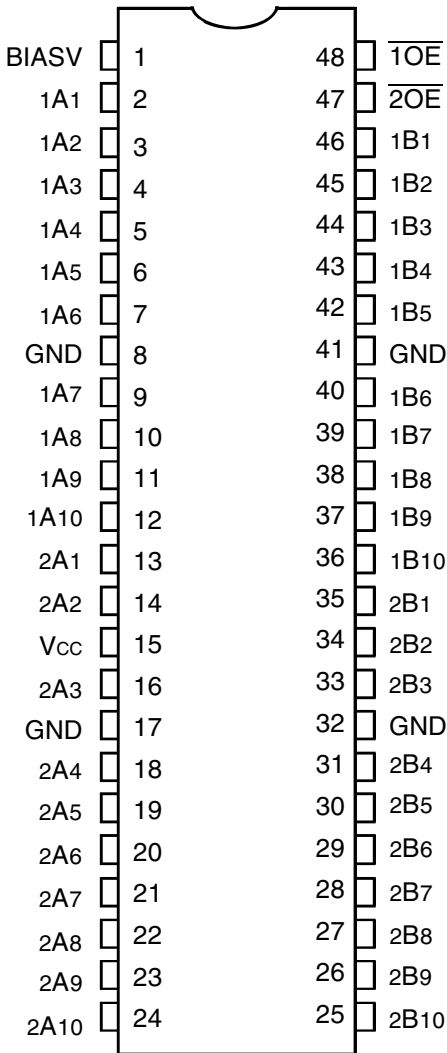 BIASV 1 48 1OE
1A1 2 47 2OE
1A2 3 46 1B1
1A3 4 45 1B2
1A4 5 44 1B3
1A5 6 43 1B4
1A6 7 42 1B5
GND 8 41 GND
1A7 9 40 1B6
1A8 10 39 1B7
1A9 11 38 1B8
1A10 12 37 1B9
2A1 13 36 1B10
2A2 14 35 2B1
VCC 15 34 2B2
2A3 16 33 2B3
GND 17 32 GND
2A4 18 31 2B4
2A5 19 30 2B5
2A6 20 29 2B6
2A7 21 28 2B7
2A8 22 27 2B8
2A9 23 26 2B9
2A10 24 25 2B10